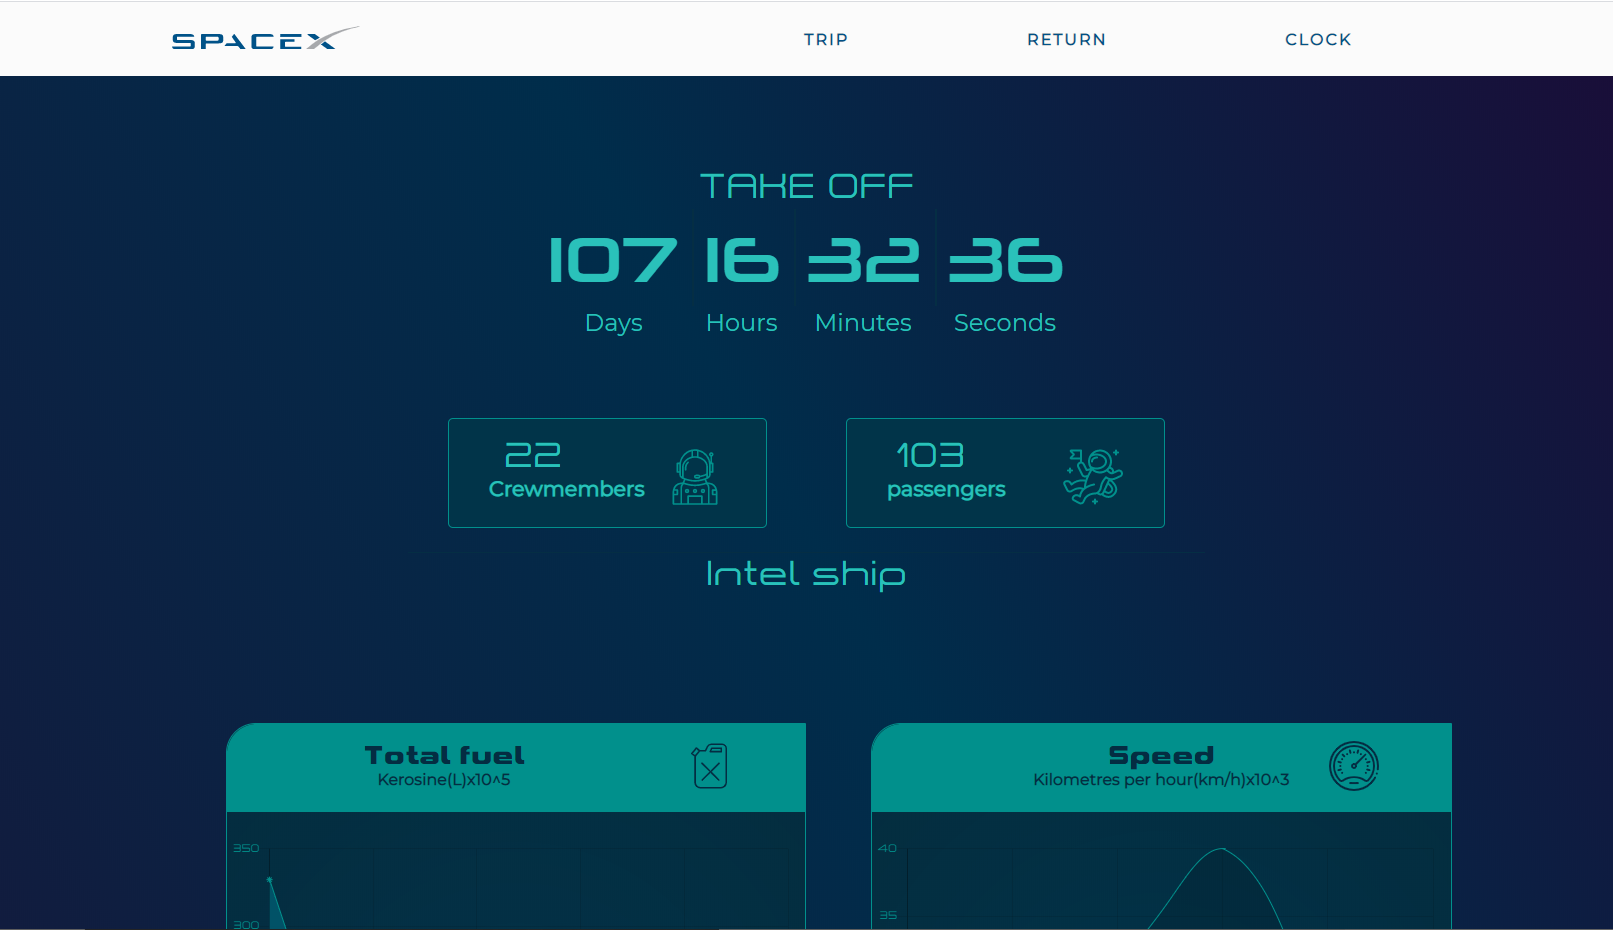 SPACEX
TRIP RETURN CLOCK
TAKE OFF
107 16 32 36
Days Hours Minutes Seconds
22
Crewmembers
103
passengers
Intel ship
Total fuel
Kerosine(L)x10^5
350
300
Speed
Kilometres per hour(km/h)x10^3
40
35